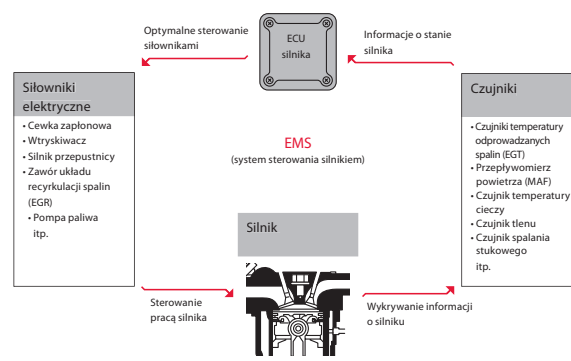 Optymalne sterowanie
siłownikami
ECU
silnika
Informacje o stanie
silnika
Siłowniki
elektryczne
• Cewka zapłonowa
• Wtryskiwacz
• Silnik przepustnicy
• Zawór układu
recyrkulacji spalin
(EGR)
• Pompa paliwa
itp.
EMS
(system sterowania silnikiem)
Czujniki
• Czujniki temperatury
odprowadzanych
spalin (EGT)
• Przepływomierz
powietrza (MAF)
• Czujnik temperatury
cieczy
• Czujnik tlenu
• Czujnik spalania
stukowego
itp.
Silnik
Sterowanie
pracą silnika
Wykrywanie informacji
o silniku